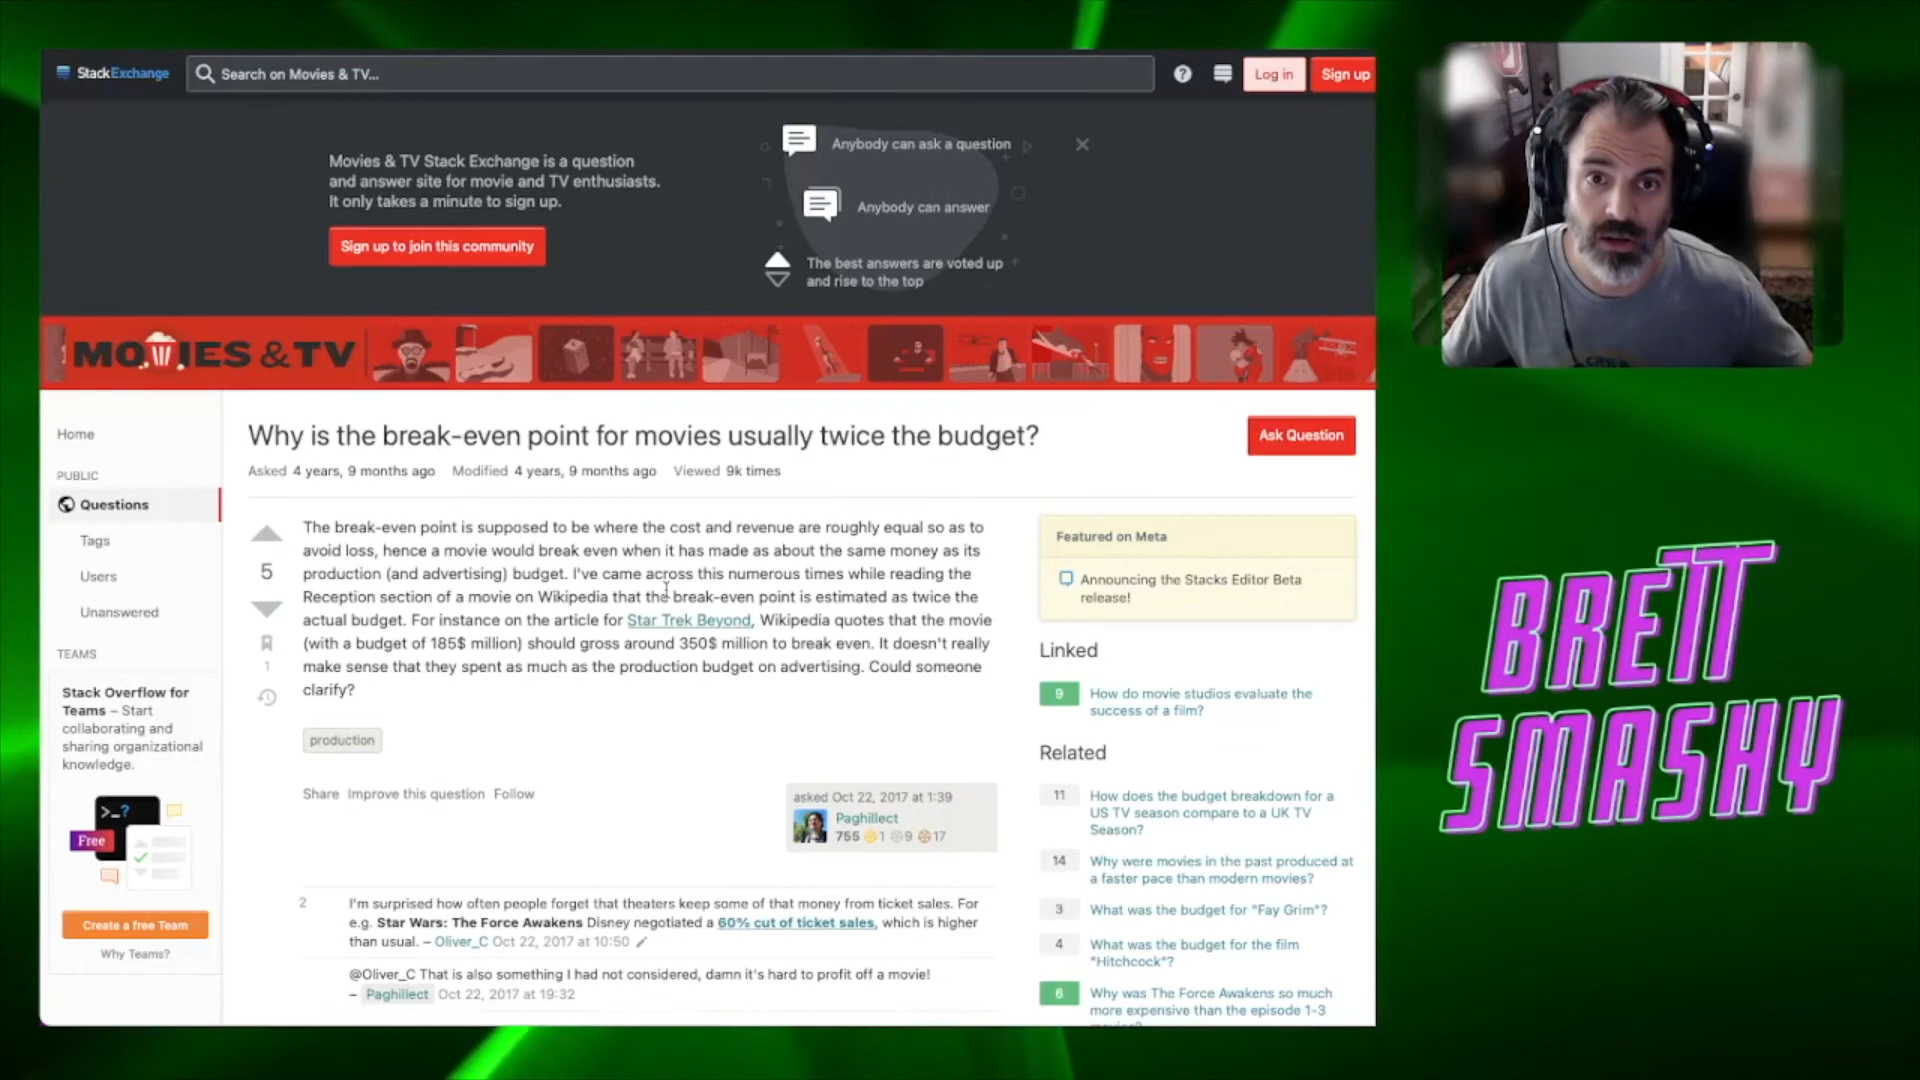 StackExchange
Search on Movies & TV...
Log in
Sign up
Movies & TV Stack Exchange is a question
and answer site for movie and TV enthusiasts.
It only takes a minute to sign up.
Sign up to join this community
Anybody can ask a question
Anybody can answer
The best answers are voted up
and rise to the top
MOVIES & TV
Home
PUBLIC
Questions
Tags
Users
Unanswered
TEAMS
Stack Overflow for
Teams – Start
collaborating and
sharing organizational
knowledge.
>_?
Free
Create a free Team
Why Teams?
Why is the break-even point for movies usually twice the budget?
Ask Question
Asked 4 years, 9 months ago Modified 4 years, 9 months ago Viewed 9k times
5
1
The break-even point is supposed to be where the cost and revenue are roughly equal so as to
avoid loss, hence a movie would break even when it has made as about the same money as its
production (and advertising) budget. I've came across this numerous times while reading the
Reception section of a movie on Wikipedia that the break-even point is estimated as twice the
actual budget. For instance on the article for Star Trek Beyond, Wikipedia quotes that the movie
(with a budget of 185$ million) should gross around 350$ million to break even. It doesn't really
make sense that they spent as much as the production budget on advertising. Could someone
clarify?
production
Share Improve this question Follow
asked Oct 22, 2017 at 1:39
Paghillect
755 1 9 17
2
I'm surprised how often people forget that theaters keep some of that money from ticket sales. For
e.g. Star Wars: The Force Awakens Disney negotiated a 60% cut of ticket sales, which is higher
than usual. – Oliver_C Oct 22, 2017 at 10:50
@Oliver_C That is also something I had not considered, damn it's hard to profit off a movie!
– Paghillect Oct 22, 2017 at 19:32
Featured on Meta
Announcing the Stacks Editor Beta
release!
Linked
9 How do movie studios evaluate the
success of a film?
Related
11 How does the budget breakdown for a
US TV season compare to a UK TV
Season?
14 Why were movies in the past produced at
a faster pace than modern movies?
3 What was the budget for "Fay Grim"?
4 What was the budget for the film
"Hitchcock"?
6 Why was The Force Awakens so much
more expensive than the episode 1-3
movies?
BRETT
SMASHY